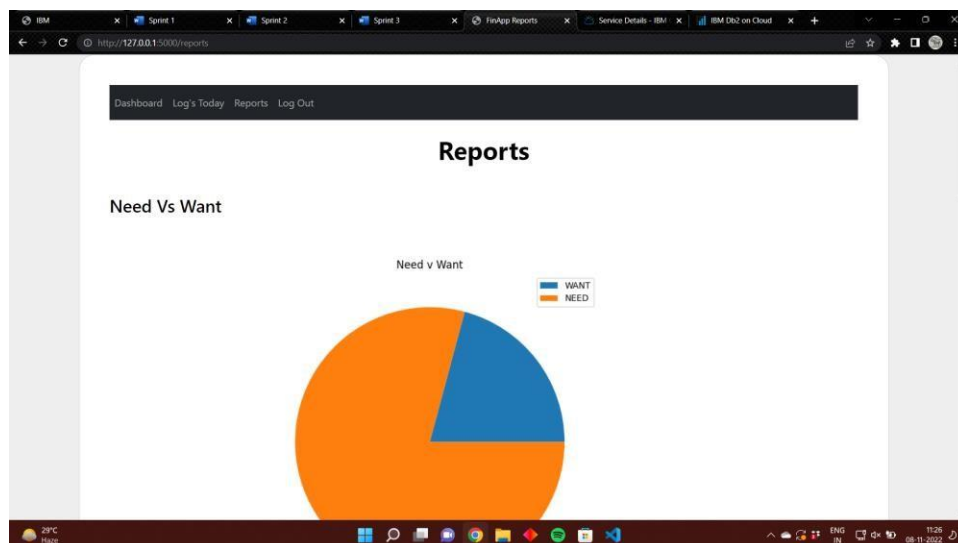 IBM
Sprint 1
Sprint 2
Sprint 3
FinApp Reports
Service Details - IBM
IBM Db2 on Cloud
http://127.0.0.1:5000/reports
Dashboard Log's Today Reports Log Out
Reports
Need Vs Want
Need v Want
WANT
NEED
29°C
Haze
ENG
IN
11:26
08-11-2022